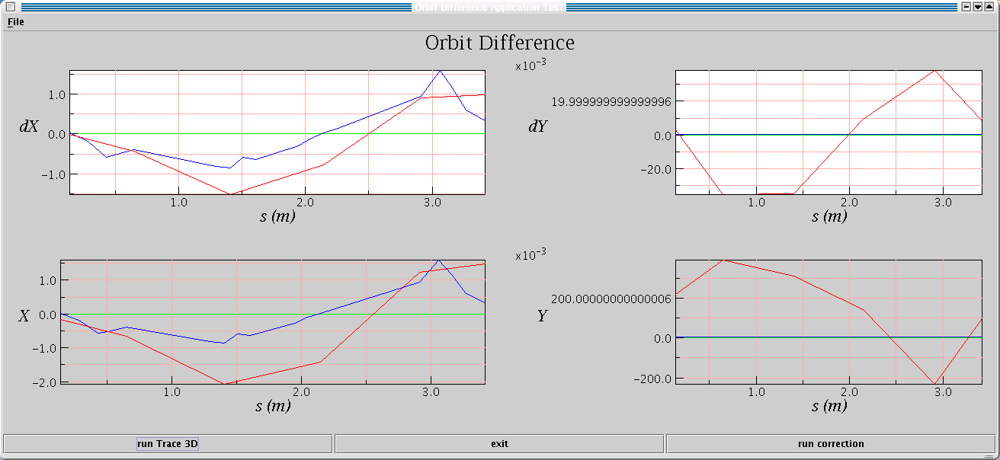 Orbit Difference Application Test
File
Orbit Difference
x10-3
dX
1.0
0.0
−1.0
1.0 2.0 3.0
s (m)
dY
19.999999999999996
0.0
−20.0
1.0 2.0 3.0
s (m)
x10-3
X
1.0
0.0
−1.0
−2.0
1.0 2.0 3.0
s (m)
Y
200.00000000000006
0.0
−200.0
1.0 2.0 3.0
s (m)
run Trace 3D exit run correction